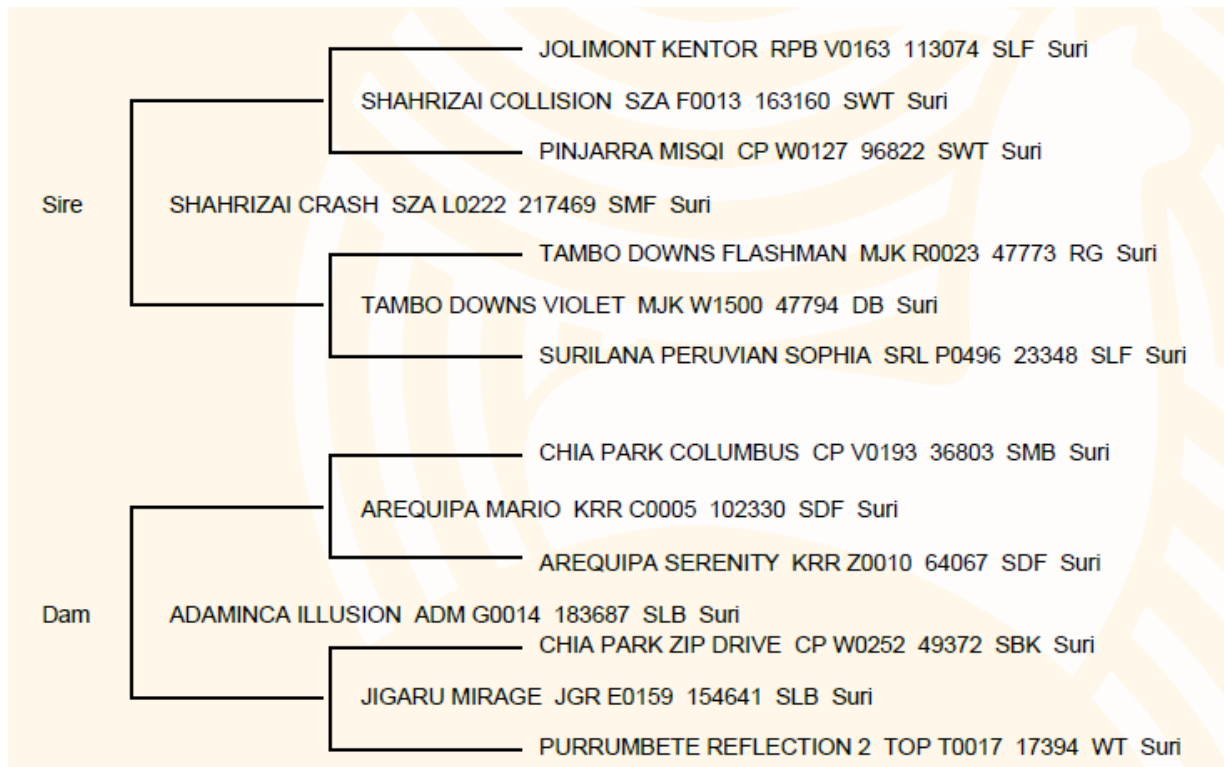 JOLIMONT KENTOR RPB V0163 113074 SLF Suri
SHAHRIZAI COLLISION SZA F0013 163160 SWT Suri
PINJARRA MISQI CP W0127 96822 SWT Suri
Sire SHAHRIZAI CRASH SZA L0222 217469 SMF Suri
TAMBO DOWNS FLASHMAN MJK R0023 47773 RG Suri
TAMBO DOWNS VIOLET MJK W1500 47794 DB Suri
SURILANA PERUVIAN SOPHIA SRL P0496 23348 SLF Suri
CHIA PARK COLUMBUS CP V0193 36803 SMB Suri
AREQUIPA MARIO KRR C0005 102330 SDF Suri
AREQUIPA SERENITY KRR Z0010 64067 SDF Suri
Dam ADAMINCA ILLUSION ADM G0014 183687 SLB Suri
CHIA PARK ZIP DRIVE CP W0252 49372 SBK Suri
JIGARU MIRAGE JGR E0159 154641 SLB Suri
PURRUMBETE REFLECTION 2 TOP T0017 17394 WT Suri